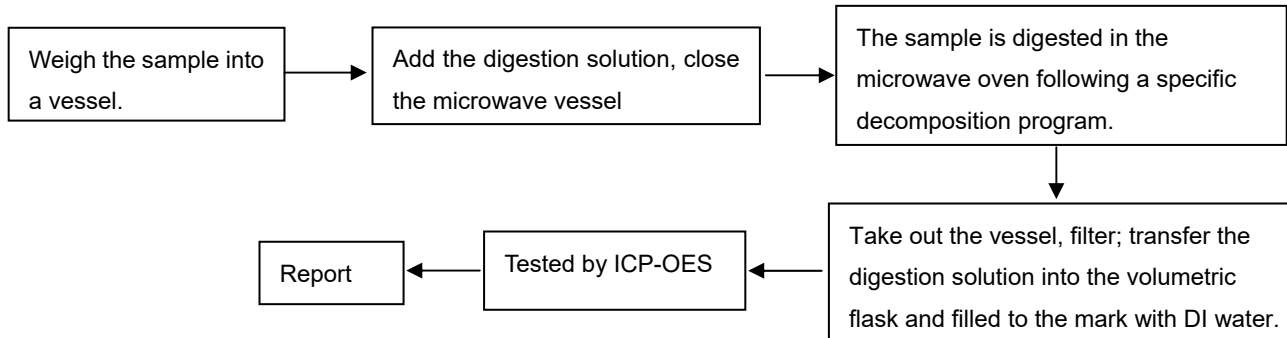 Weigh the sample into
a vessel.
Add the digestion solution, close
the microwave vessel
The sample is digested in the
microwave oven following a specific
decomposition program.
Take out the vessel, filter; transfer the
digestion solution into the volumetric
flask and filled to the mark with DI water.
Tested by ICP-OES
Report